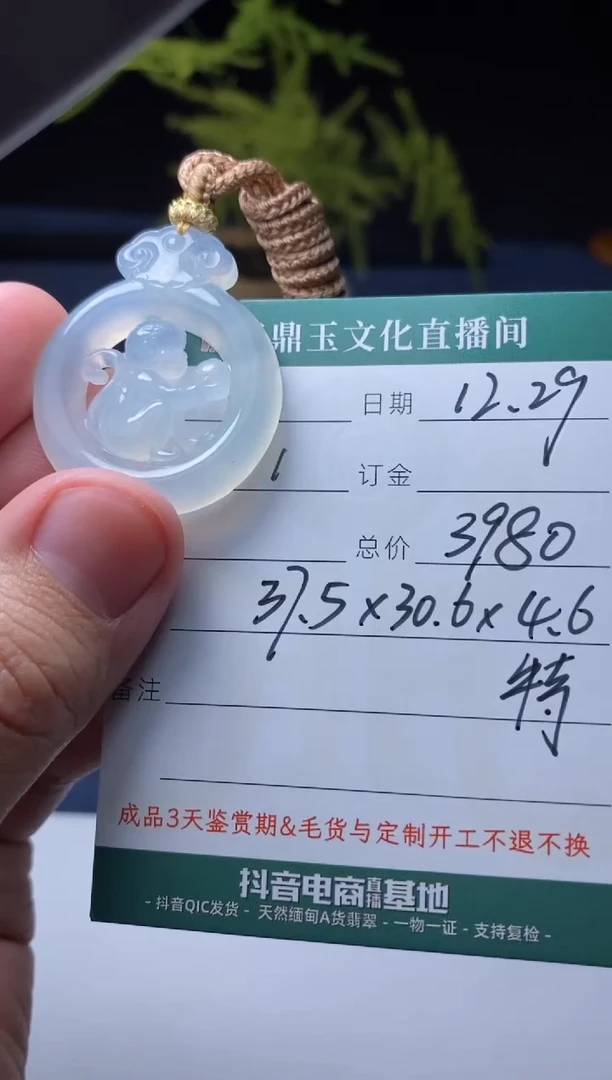 鼎玉文化直播间
日期 12.29
1 订金
总价 3980
37.5×30.6×4.6
特
备注
成品3天鉴赏期&毛货与定制开工不退不换
抖音电商直播基地
- 抖音QIC发货 - 天然缅甸A货翡翠 - 一物一证 - 支持复检 -